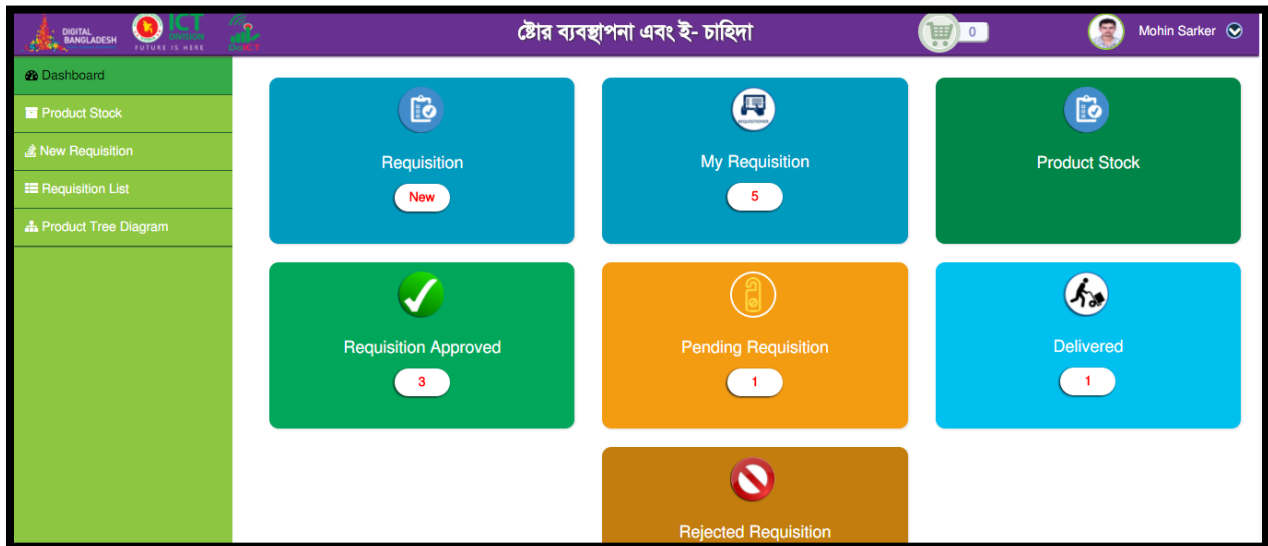 DIGITAL
BANGLADESH
ICT
DIVISION
FUTURE IS HERE
DoICT
ষ্টোর ব্যবস্থাপনা এবং ই- চাহিদা
0
Mohin Sarker
Dashboard
Product Stock
New Requisition
Requisition List
Product Tree Diagram
Requisition
New
REQUISITIONER
My Requisition
5
Product Stock
Requisition Approved
3
Pending Requisition
1
Delivered
1
Rejected Requisition